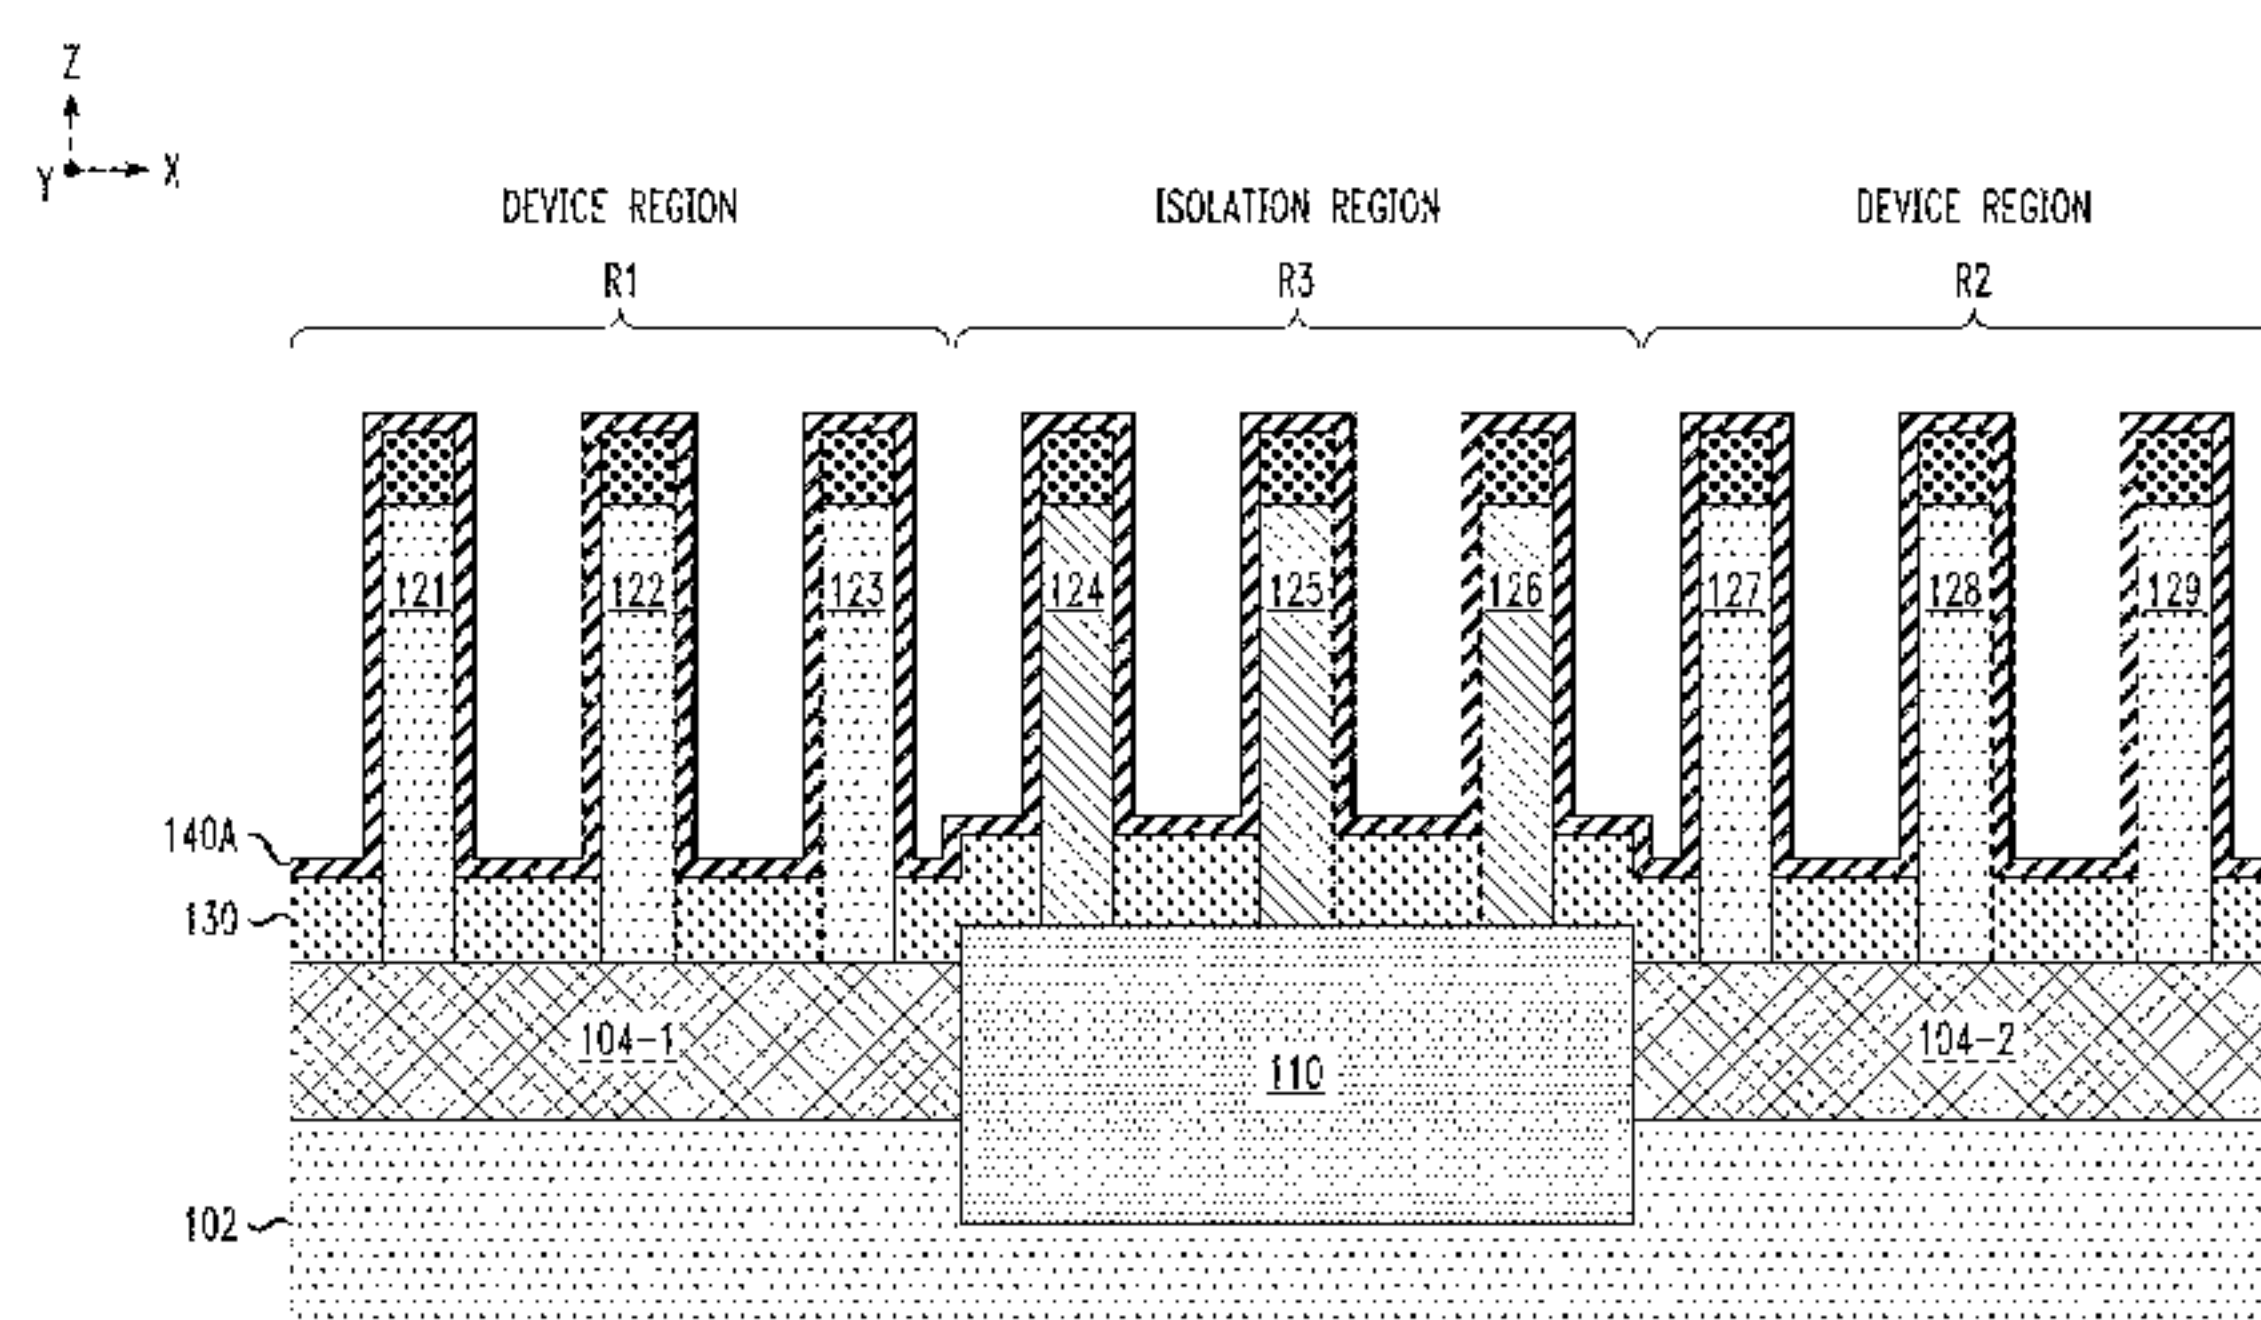 Z
Y X
DEVICE REGION ISOLATION REGION DEVICE REGION
R1 R3 R2
121 122 123 124 125 126 127 128 129
140A
130
104-1 104-2
110
102